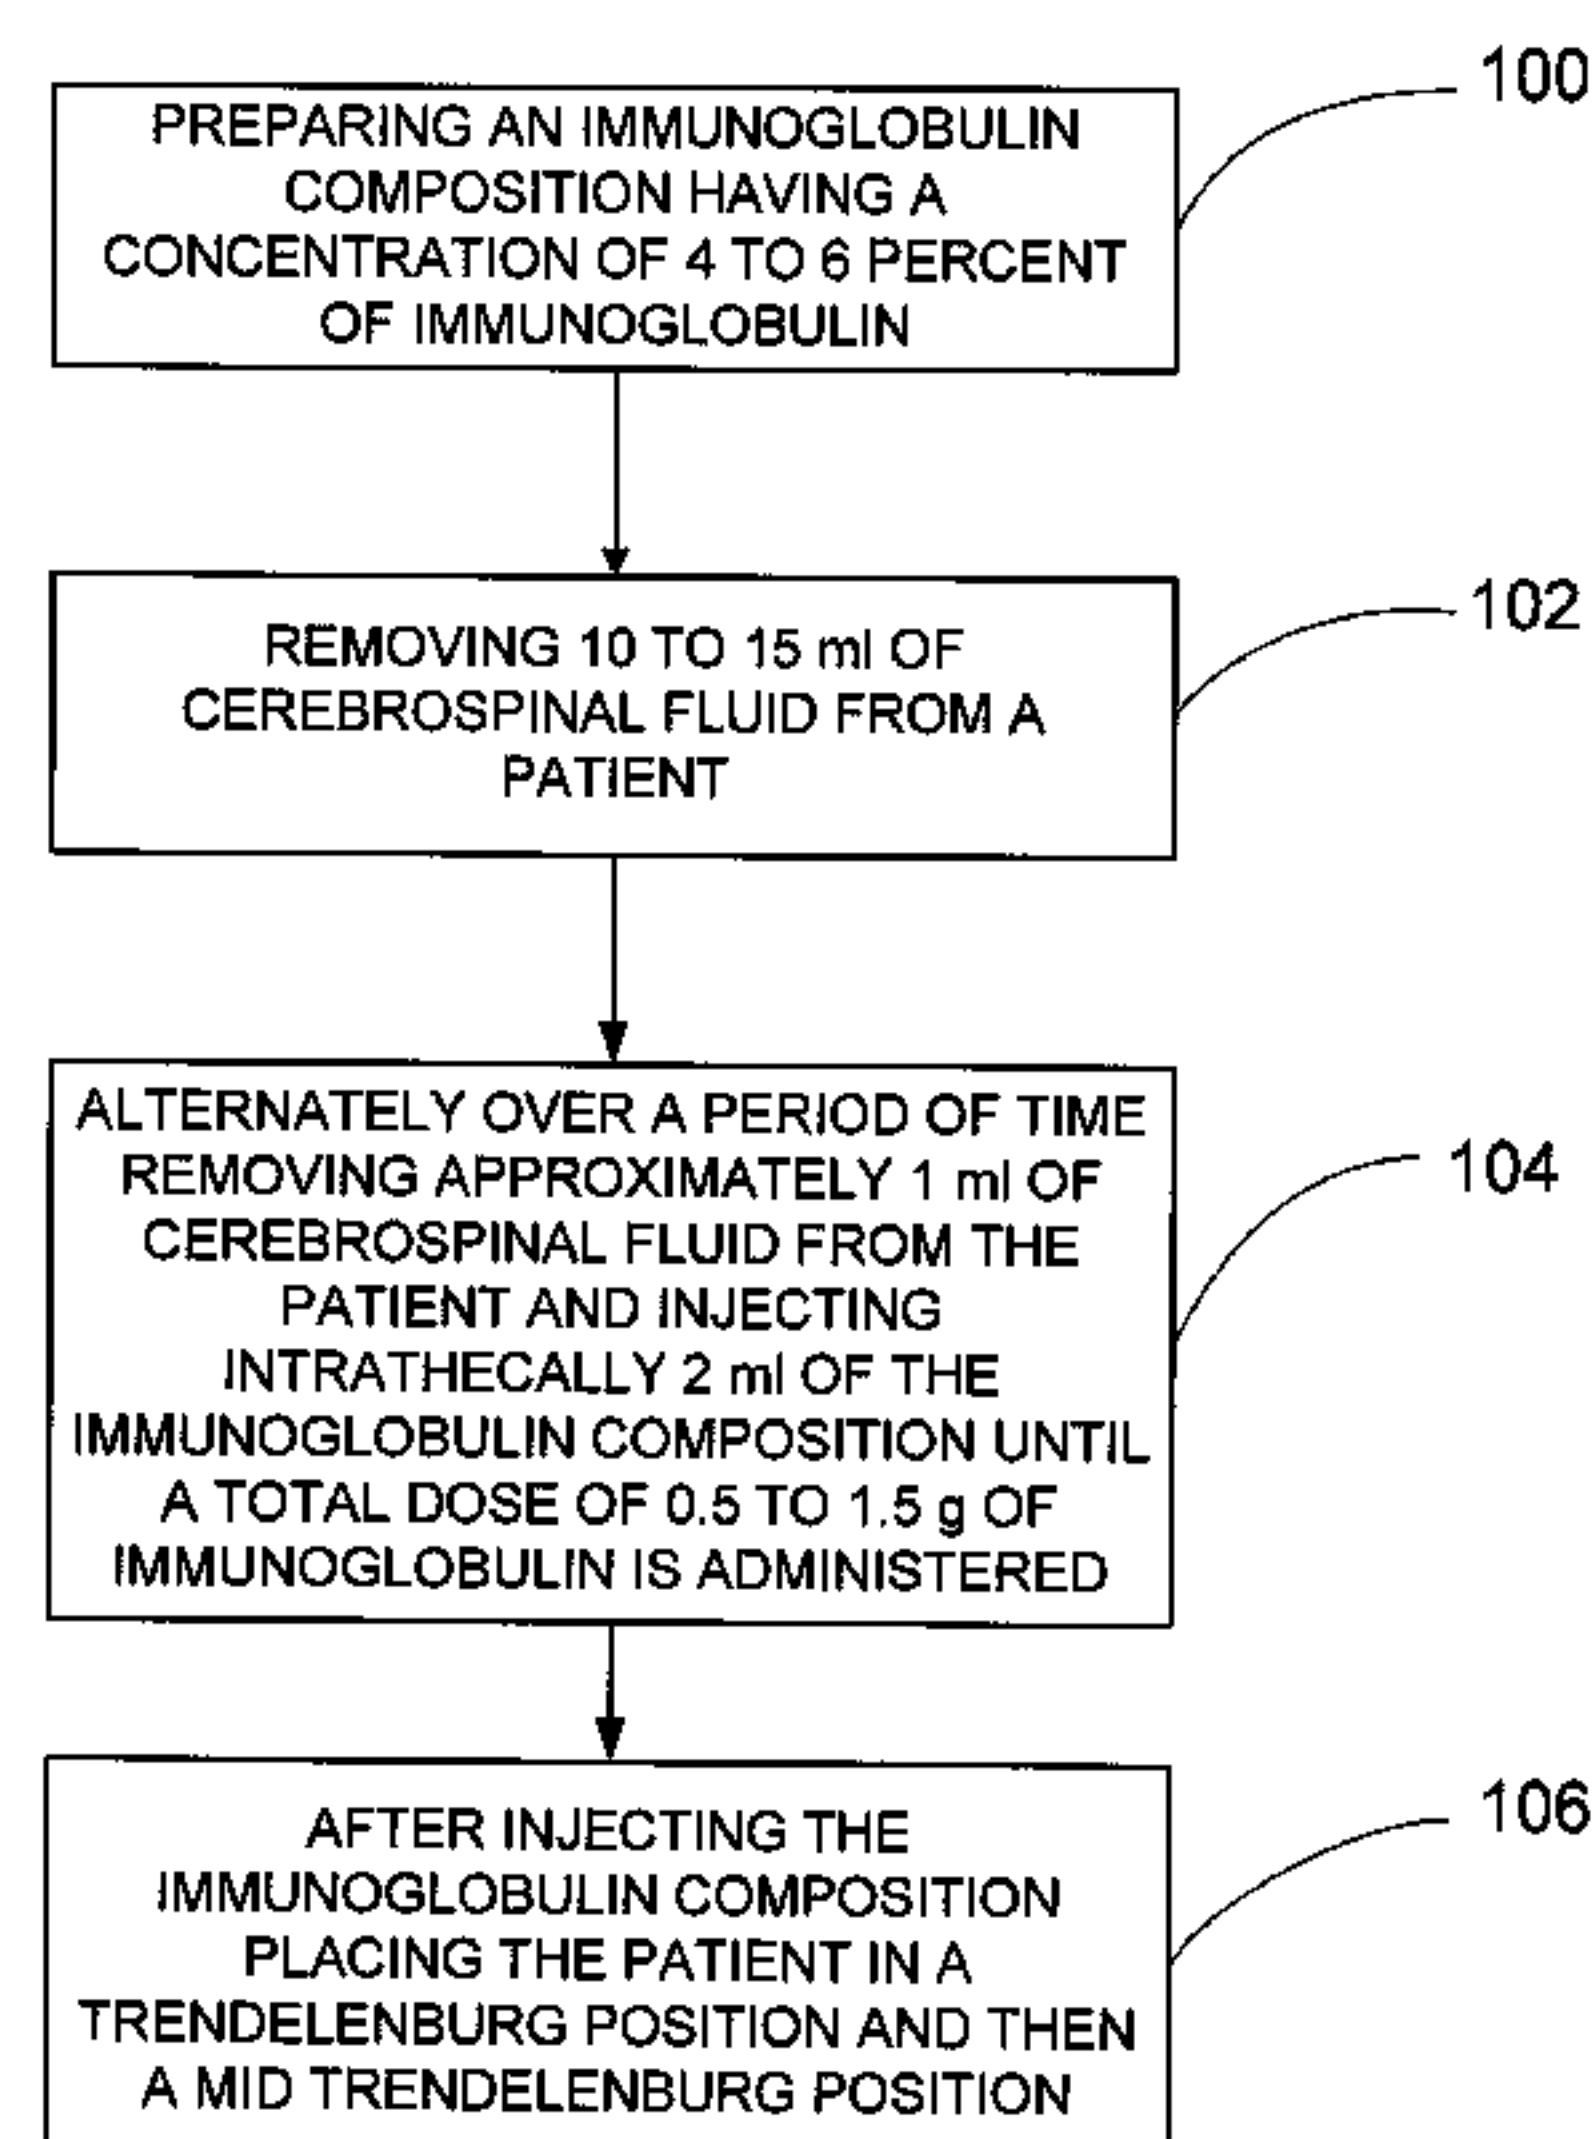 100
PREPARING AN IMMUNOGLOBULIN
COMPOSITION HAVING A
CONCENTRATION OF 4 TO 6 PERCENT
OF IMMUNOGLOBULIN
102
REMOVING 10 TO 15 ml OF
CEREBROSPINAL FLUID FROM A
PATIENT
104
ALTERNATELY OVER A PERIOD OF TIME
REMOVING APPROXIMATELY 1 ml OF
CEREBROSPINAL FLUID FROM THE
PATIENT AND INJECTING
INTRATHECALLY 2 ml OF THE
IMMUNOGLOBULIN COMPOSITION UNTIL
A TOTAL DOSE OF 0.5 TO 1.5 g OF
IMMUNOGLOBULIN IS ADMINISTERED
106
AFTER INJECTING THE
IMMUNOGLOBULIN COMPOSITION
PLACING THE PATIENT IN A
TRENDELENBURG POSITION AND THEN
A MID TRENDELENBURG POSITION